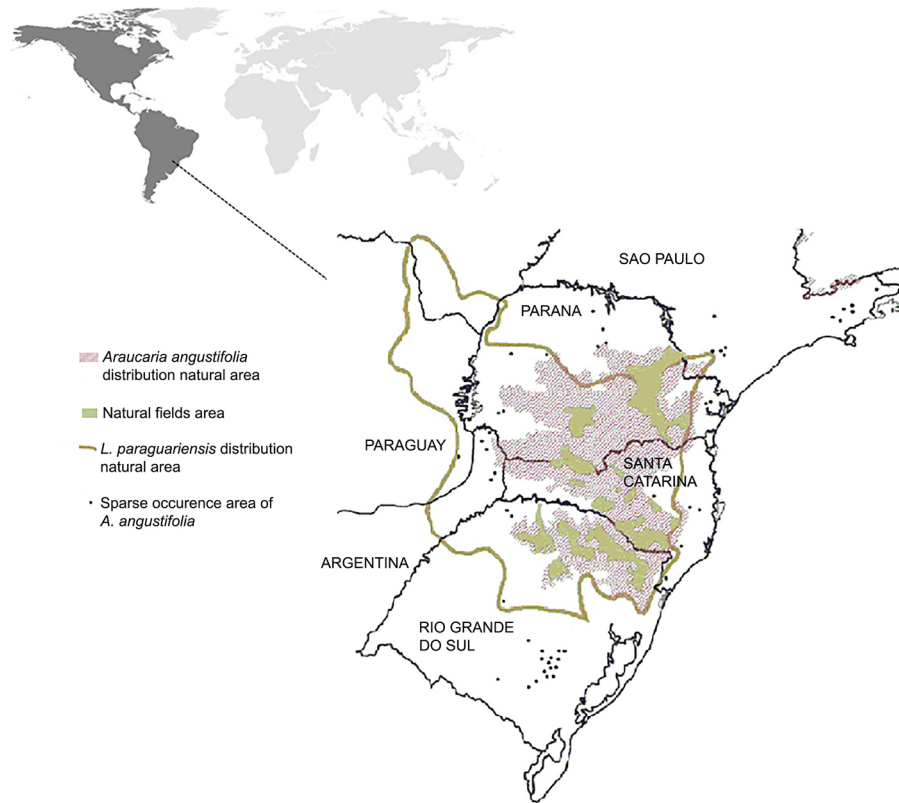 SAO PAULO
PARANA
Araucaria angustifolia
distribution natural area
Natural fields area
L. paraguariensis distribution
natural area
Sparse occurence area of
A. angustifolia
PARAGUAY
SANTA
CATARINA
ARGENTINA
RIO GRANDE
DO SUL